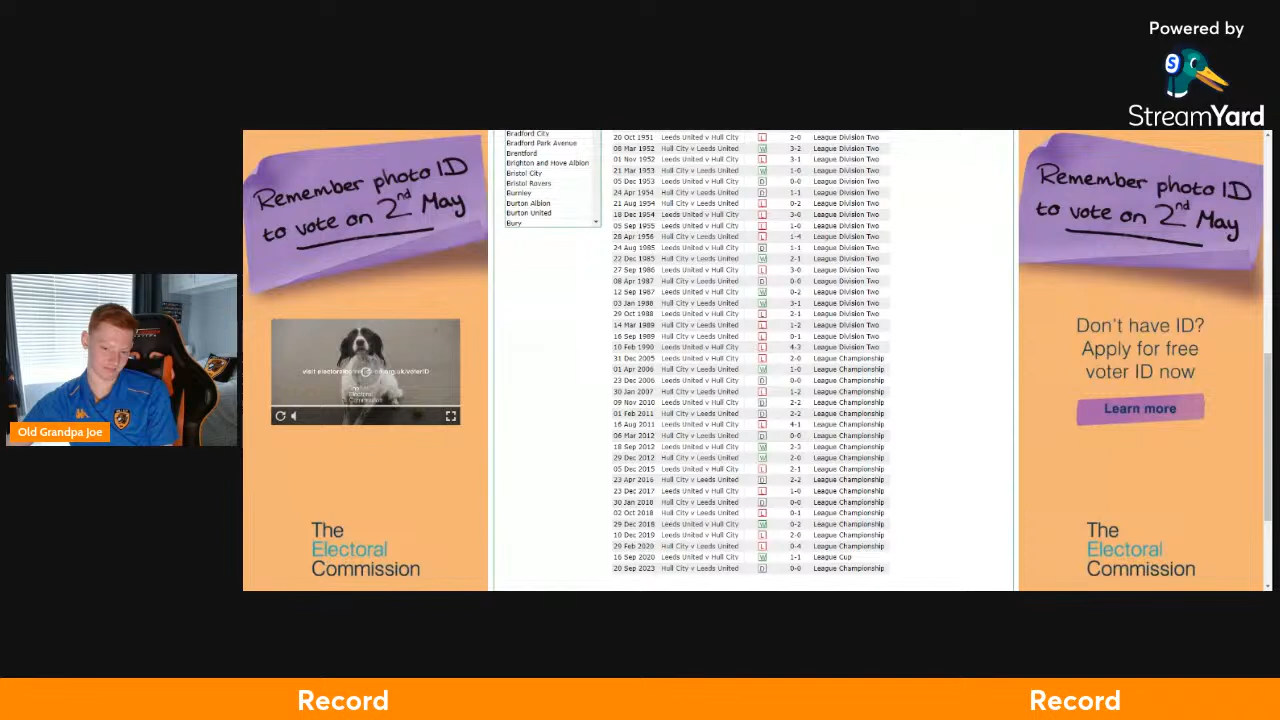 Powered by
StreamYard
Remember photo ID
to vote on 2nd May
Bradford City
Bradford Park Avenue
Brentford
Brighton and Hove Albion
Bristol City
Bristol Rovers
Burnley
Burton Albion
Burton United
Bury
20 Oct 1951 Leeds United v Hull City L 2-0 League Division Two
08 Mar 1952 Hull City v Leeds United W 3-2 League Division Two
01 Nov 1952 Leeds United v Hull City L 3-1 League Division Two
21 Mar 1953 Hull City v Leeds United W 1-0 League Division Two
05 Dec 1953 Leeds United v Hull City D 0-0 League Division Two
24 Apr 1954 Hull City v Leeds United D 1-1 League Division Two
21 Aug 1954 Hull City v Leeds United L 0-2 League Division Two
18 Dec 1954 Leeds United v Hull City L 3-0 League Division Two
05 Sep 1955 Leeds United v Hull City L 1-0 League Division Two
28 Apr 1956 Hull City v Leeds United L 1-4 League Division Two
24 Aug 1985 Leeds United v Hull City D 1-1 League Division Two
22 Dec 1985 Hull City v Leeds United W 2-1 League Division Two
27 Sep 1986 Leeds United v Hull City L 3-0 League Division Two
08 Apr 1987 Hull City v Leeds United D 0-0 League Division Two
12 Sep 1987 Leeds United v Hull City W 0-2 League Division Two
03 Jan 1988 Hull City v Leeds United W 3-1 League Division Two
29 Oct 1988 Leeds United v Hull City L 2-1 League Division Two
14 Mar 1989 Hull City v Leeds United L 1-2 League Division Two
16 Sep 1989 Hull City v Leeds United L 0-1 League Division Two
10 Feb 1990 Leeds United v Hull City L 4-3 League Division Two
31 Dec 2005 Leeds United v Hull City L 2-0 League Championship
01 Apr 2006 Hull City v Leeds United W 1-0 League Championship
23 Dec 2006 Leeds United v Hull City D 0-0 League Championship
30 Jan 2007 Hull City v Leeds United L 1-2 League Championship
09 Nov 2010 Leeds United v Hull City D 2-2 League Championship
01 Feb 2011 Hull City v Leeds United D 2-2 League Championship
16 Aug 2011 Leeds United v Hull City L 4-1 League Championship
06 Mar 2012 Hull City v Leeds United D 0-0 League Championship
18 Sep 2012 Leeds United v Hull City W 2-3 League Championship
29 Dec 2012 Hull City v Leeds United W 2-0 League Championship
05 Dec 2015 Leeds United v Hull City L 2-1 League Championship
23 Apr 2016 Hull City v Leeds United D 2-2 League Championship
23 Dec 2017 Leeds United v Hull City L 1-0 League Championship
30 Jan 2018 Hull City v Leeds United D 0-0 League Championship
02 Oct 2018 Hull City v Leeds United L 0-1 League Championship
29 Dec 2018 Leeds United v Hull City W 0-2 League Championship
10 Dec 2019 Leeds United v Hull City L 2-0 League Championship
29 Feb 2020 Hull City v Leeds United L 0-4 League Championship
16 Sep 2020 Leeds United v Hull City W 1-1 League Cup
20 Sep 2023 Hull City v Leeds United D 0-0 League Championship
Remember photo ID
to vote on 2nd May
Don't have ID?
Apply for free
voter ID now
Learn more
Old Grandpa Joe
The
Electoral
Commission
The
Electoral
Commission
Record
Record